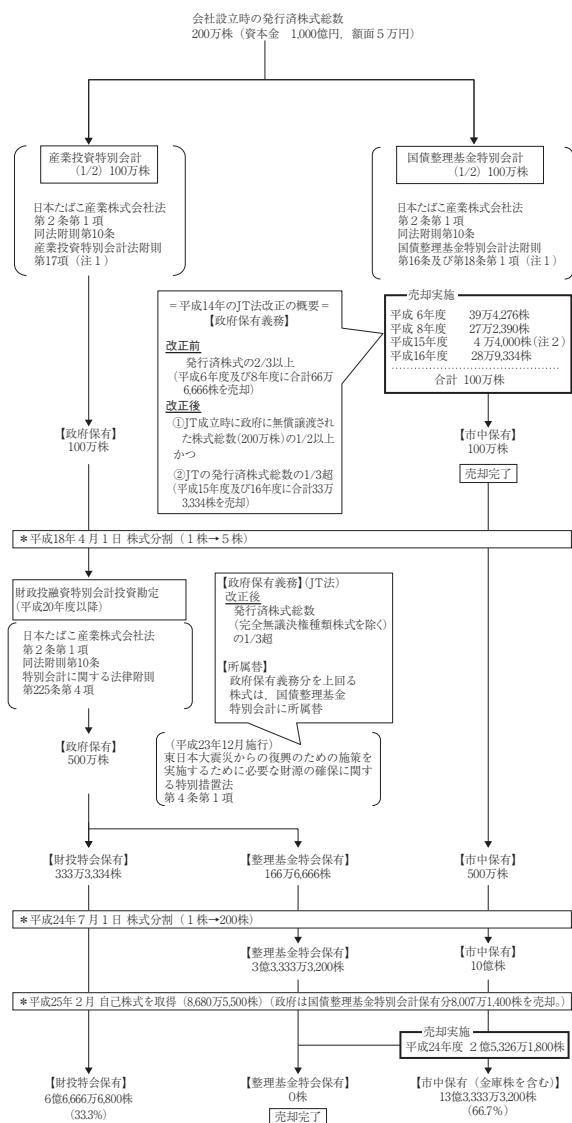 会社設立時の発行済株式総数
200万株（資本金　1,000億円，額面５万円）
産業投資特別会計
(1/2) 100万株
日本たばこ産業株式会社法
第２条第１項
同法附則第10条
産業投資特別会計法附則
第17項（注１）
国債整理基金特別会計
(1/2) 100万株
日本たばこ産業株式会社法
第２条第１項
同法附則第10条
国債整理基金特別会計法附則
第16条及び第18条第１項（注１）
＝平成14年のJT法改正の概要＝
【政府保有義務】
改正前
発行済株式の2/3以上
（平成６年度及び８年度に合計66万
6,666株を売却）
改正後
①JT成立時に政府に無償譲渡され
た株式総数(200万株）の1/2以上
かつ
②JTの発行済株式総数の1/3超
（平成15年度及び16年度に合計33万
3,334株を売却）
売却実施
平成 6年度　39万4,276株
平成 8年度　27万2,390株
平成15年度　４万4,000株(注２）
平成16年度　28万9,334株
合計 100万株
【政府保有】
100万株
【市中保有】
100万株
売却完了
＊平成18年４月１日 株式分割（１株→５株）
財政投融資特別会計投資勘定
（平成20年度以降）
日本たばこ産業株式会社法
第２条第１項
同法附則第10条
特別会計に関する法律附則
第225条第４項
【政府保有義務】(JT法）
改正後
発行済株式総数
（完全無議決権種類株式を除く）
の1/3超
【所属替】
政府保有義務分を上回る
株式は，国債整理基金
特別会計に所属替
【政府保有】
500万株
（平成23年12月施行）
東日本大震災からの復興のための施策を
実施するために必要な財源の確保に関す
る特別措置法
第４条第１項
【財投特会保有】
333万3,334株
【整理基金特会保有】
166万6,666株
【市中保有】
500万株
＊平成24年７月１日 株式分割（１株→200株）
【整理基金特会保有】
3億3,333万3,200株
【市中保有】
10億株
＊平成25年２月 自己株式を取得（8,680万5,500株）（政府は国債整理基金特別会計保有分8,007万1,400株を売却。）
売却実施
平成24年度 ２億5,326万1,800株
【財投特会保有】
6億6,666万6,800株
(33.3%)
【整理基金特会保有】
0株
売却完了
【市中保有（金庫株を含む）】
13億3,333万3,200株
(66.7%)